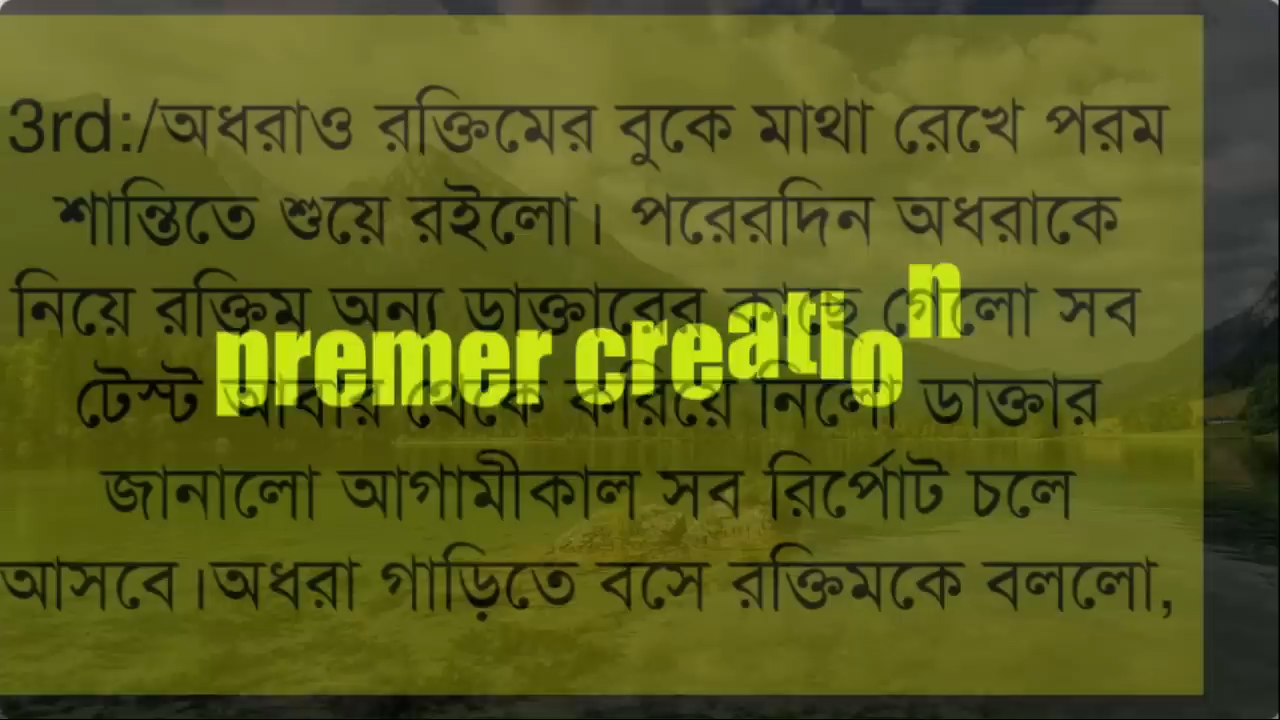 3rd:/অধরাও রক্তিমের বুকে মাথা রেখে পরম
শান্তিতে শুয়ে রইলো। পরেরদিন অধরাকে
নিয়ে রক্তিম অন্য ডাক্তারের কাছে গেলো সব
premer creation
টেস্ট আবার থেকে করিয়ে নিলো ডাক্তার
জানালো আগামীকাল সব রির্পোট চলে
আসবে।অধরা গাড়িতে বসে রক্তিমকে বললো,